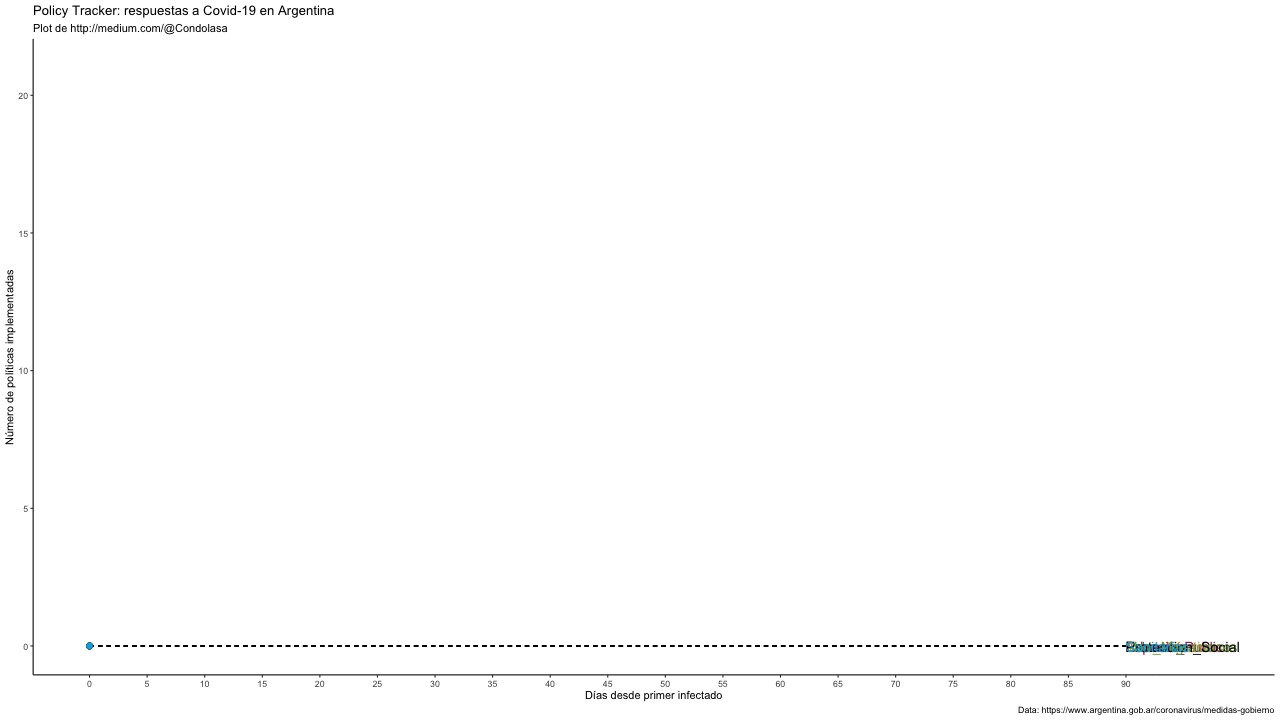 Policy Tracker: respuestas a Covid-19 en Argentina
Plot de http://medium.com/@Condolasa
Número de políticas implementadas
20
15
10
5
0
0 5 10 15 20 25 30 35 40 45 50 55 60 65 70 75 80 85 90
Días desde primer infectado
Data: https://www.argentina.gob.ar/coronavirus/medidas-gobierno